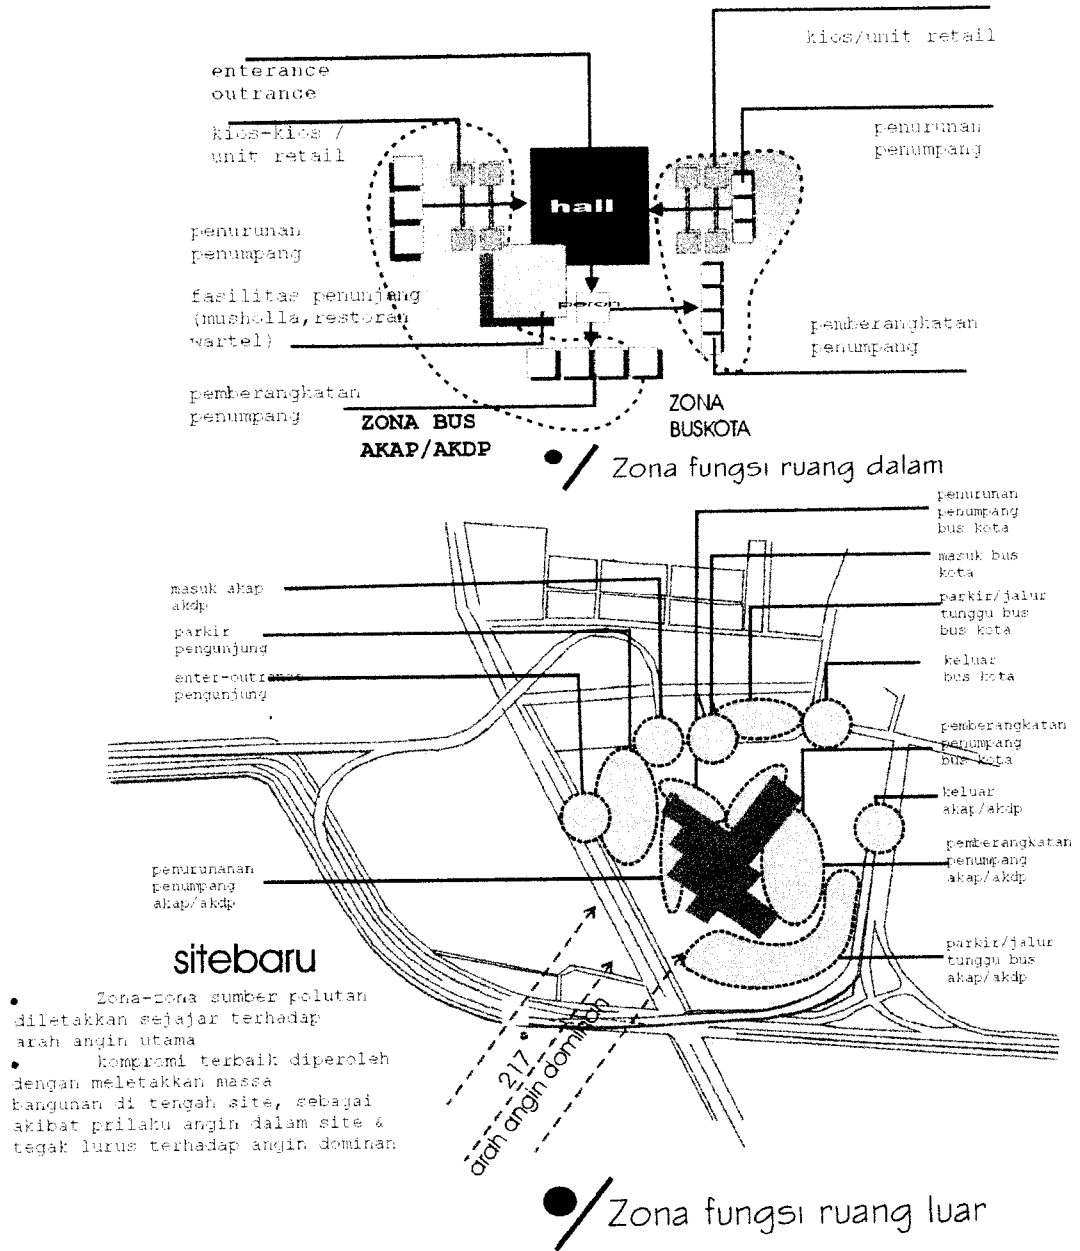 kios/unit retail
enterance
outrance
kios-kios /
unit retail
penurunan
penumpang
hall
penurunan
penumpang
fasilitas penunjang
(musholla,restoran
wartel)
peron
pemberangkatan
penumpang
pemberangkatan
penumpang
ZONA BUS
AKAP/AKDP
ZONA
BUSKOTA
Zona fungsi ruang dalam
penurunan
penumpang
bus kota
masuk bus
kota
masuk akap
akdp
parkir/jalur
tunggu bus
bus kota
parkir
pengunjung
keluar
bus kota
enter-outrance
pengunjung
pemberangkatan
penumpang
bus kota
keluar
akap/akdp
pemberangkatan
penumpang
akap/akdp
penurunanan
penumpang
akap/akdp
parkir/jalur
tunggu bus
akap/akdp
sitebaru
• Zona-zona sumber polutan
diletakkan sejajar terhadap
arah angin utama
• kompromi terbaik diperoleh
dengan meletakkan massa
bangunan di tengah site, sebagai
akibat prilaku angin dalam site &
tegak lurus terhadap angin dominan
217°
arah angin dominan
Zona fungsi ruang luar